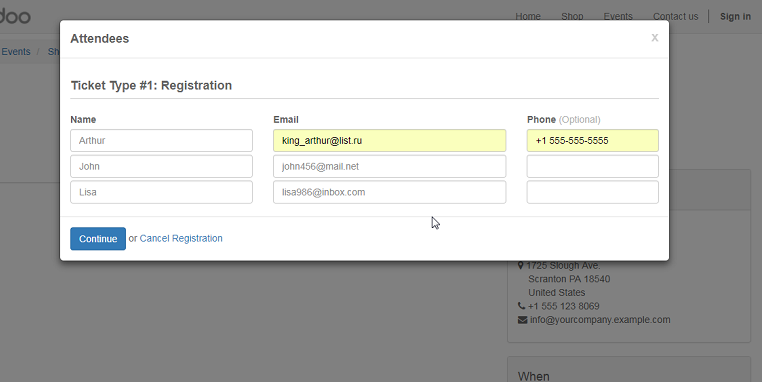 doo
Home Shop Events Contact us Sign in
Events / Sh
Attendees x
Ticket Type #1: Registration
Name Email Phone (Optional)
Arthur king_arthur@list.ru +1 555-555-5555
John john456@mail.net
Lisa lisa986@inbox.com
Continue or Cancel Registration
1725 Slough Ave.
Scranton PA 18540
United States
+1 555 123 8069
info@yourcompany.example.com
When